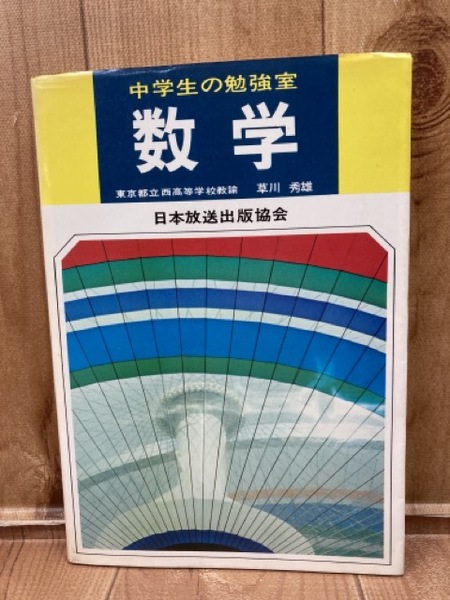 中学生の勉強室
数学
東京都立西高等学校教諭 草川 秀雄
日本放送出版協会